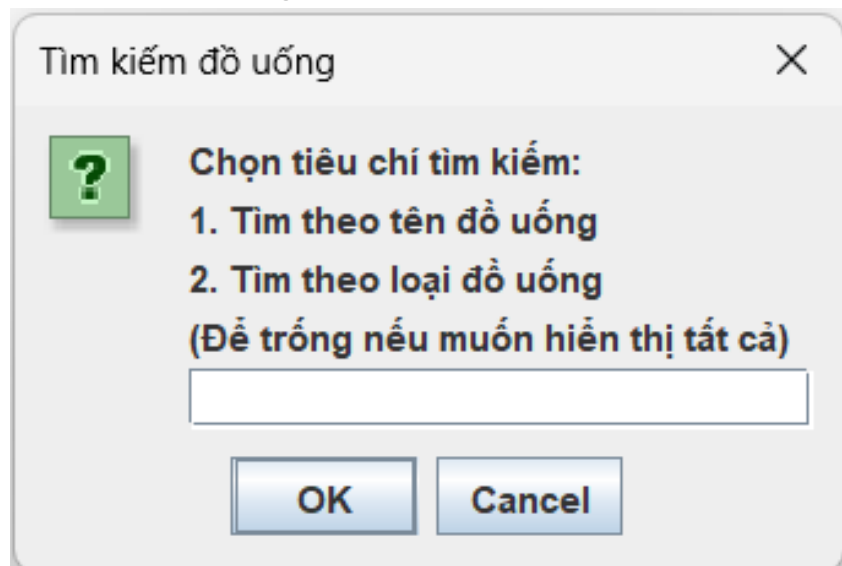 Tìm kiếm đồ uống
?
Chọn tiêu chí tìm kiếm:
1. Tìm theo tên đồ uống
2. Tìm theo loại đồ uống
(Để trống nếu muốn hiển thị tất cả)
OK
Cancel